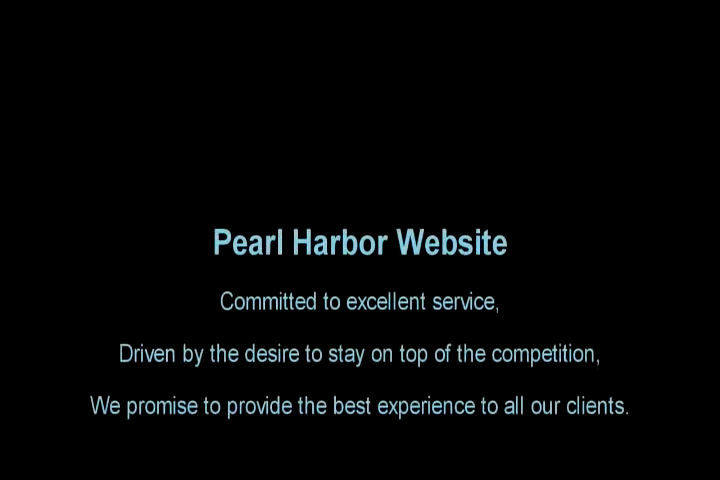 Pearl Harbor Website
Committed to excellent service,
Driven by the desire to stay on top of the competition,
We promise to provide the best experience to all our clients.